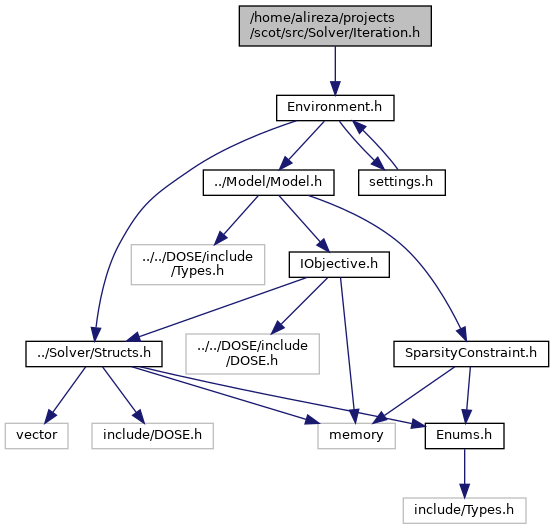 /home/alireza/projects
/scot/src/Solver/Iteration.h
Environment.h
../Model/Model.h
settings.h
../../DOSE/include
/Types.h
IObjective.h
../Solver/Structs.h
../../DOSE/include
/DOSE.h
SparsityConstraint.h
vector
include/DOSE.h
memory
Enums.h
include/Types.h